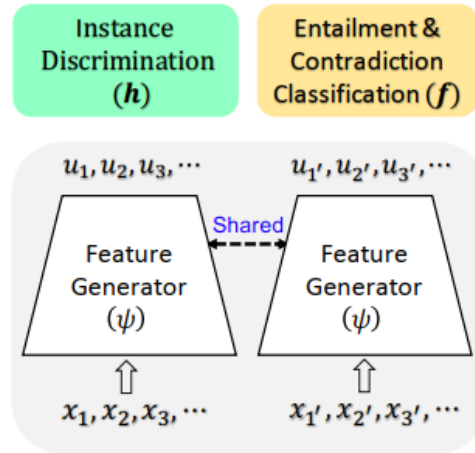 Instance
Discrimination
(h)
Entailment &
Contradiction
Classification (f)
u₁, u₂, u₃, ⋯
u₁′, u₂′, u₃′, ⋯
Shared
Feature
Generator
(ψ)
Feature
Generator
(ψ)
x₁, x₂, x₃, ⋯
x₁′, x₂′, x₃′, ⋯